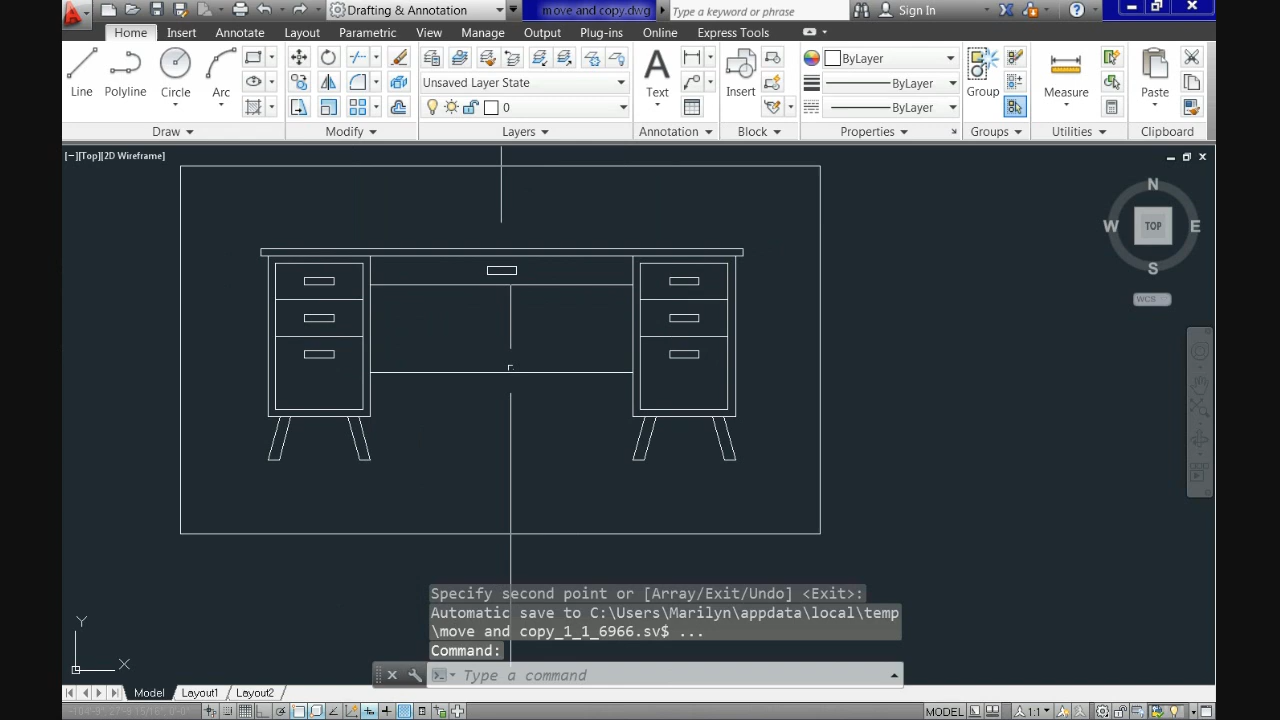 Drafting & Annotation
move and copy.dwg
Type a keyword or phrase
Sign In
Home Insert Annotate Layout Parametric View Manage Output Plug-ins Online Express Tools
Unsaved Layer State
ByLayer
Line Polyline Circle Arc
Text
Insert
ByLayer
Group
Measure
Paste
0
ByLayer
Draw Modify Layers Annotation Block Properties Groups Utilities Clipboard
[−][Top][2D Wireframe]
N
W TOP E
S
WCS
Specify second point or [Array/Exit/Undo] <Exit>:
Automatic save to C:\Users\Marilyn\appdata\local\temp
\move and copy_1_1_6966.sv$ ...
Command:
Type a command
Y
X
Model Layout1 Layout2
MODEL
1:1